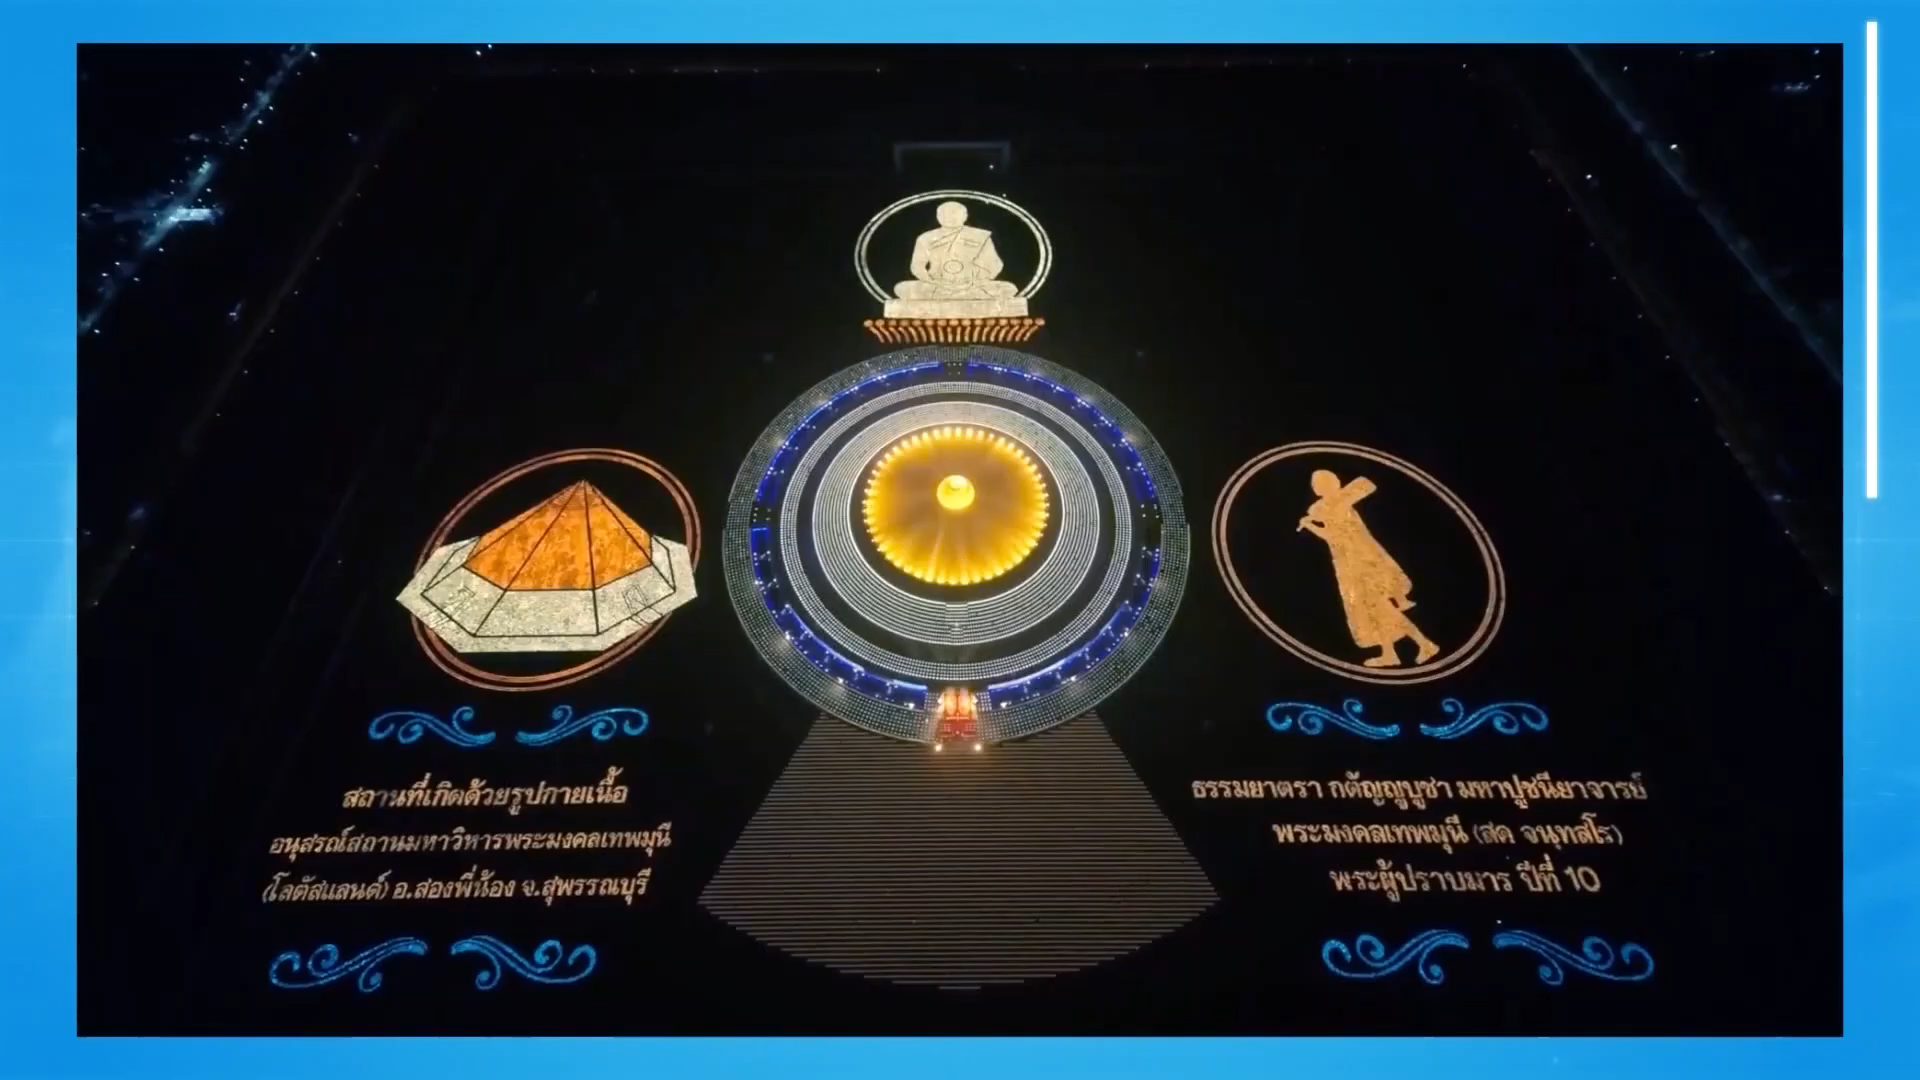 สถานที่เกิดด้วยรูปกายเนื้อ
อนุสรณ์สถานมหาวิหารพระมงคลเทพมุนี
(โลตัสแลนด์) อ.สองพี่น้อง จ.สุพรรณบุรี
ธรรมยาตรา กตัญญูบูชา มหาปูชนียาจารย์
พระมงคลเทพมุนี (สด จนฺทสโร)
พระผู้ปราบมาร ปีที่ 10